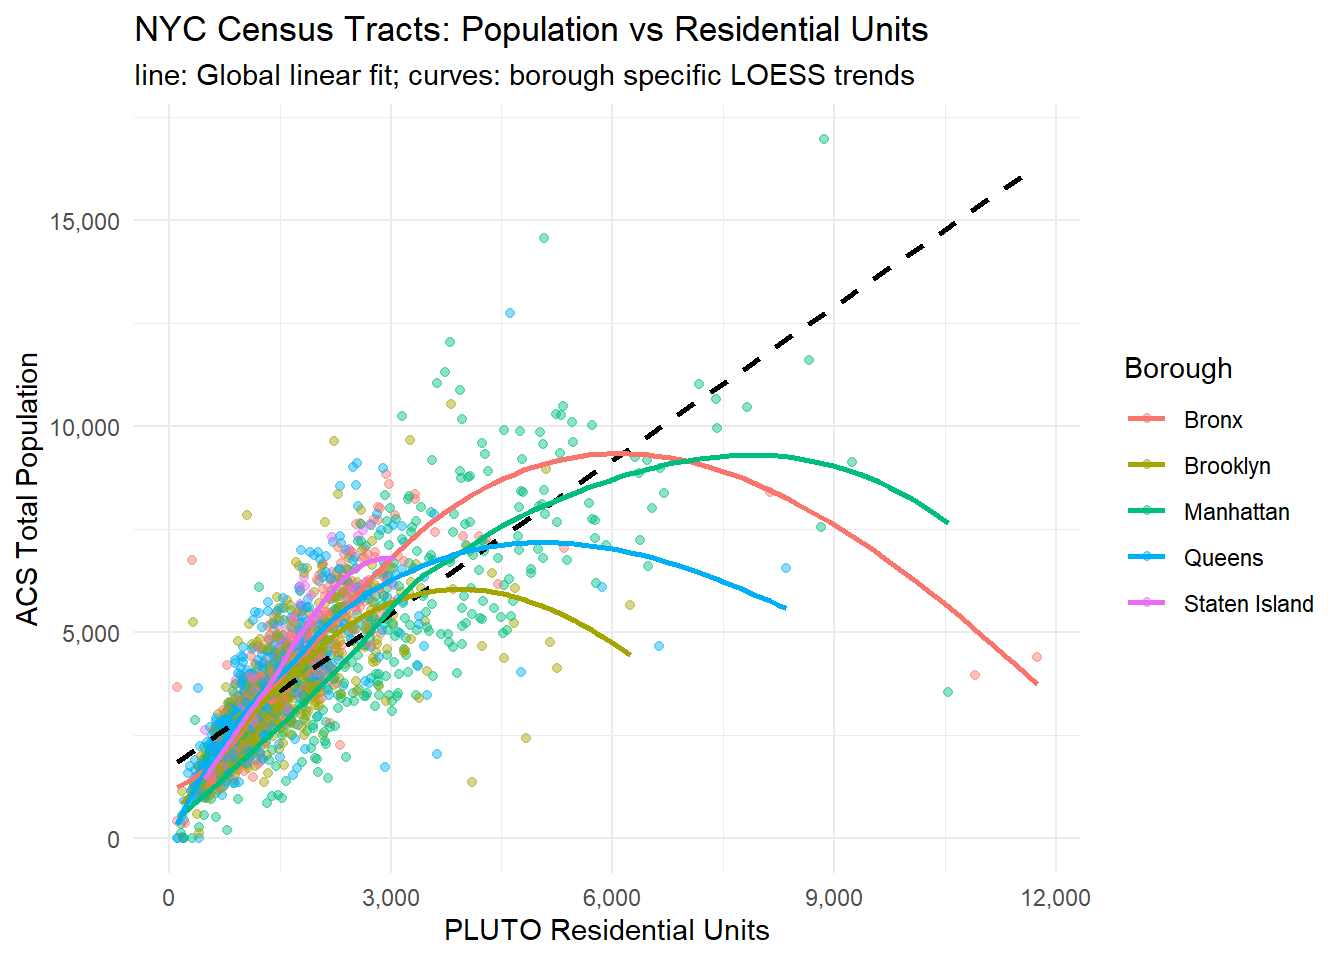 NYC Census Tracts: Population vs Residential Units
line: Global linear fit; curves: borough specific LOESS trends
ACS Total Population
15,000
10,000
5,000
0
0
3,000
6,000
9,000
12,000
PLUTO Residential Units
Borough
Bronx
Brooklyn
Manhattan
Queens
Staten Island